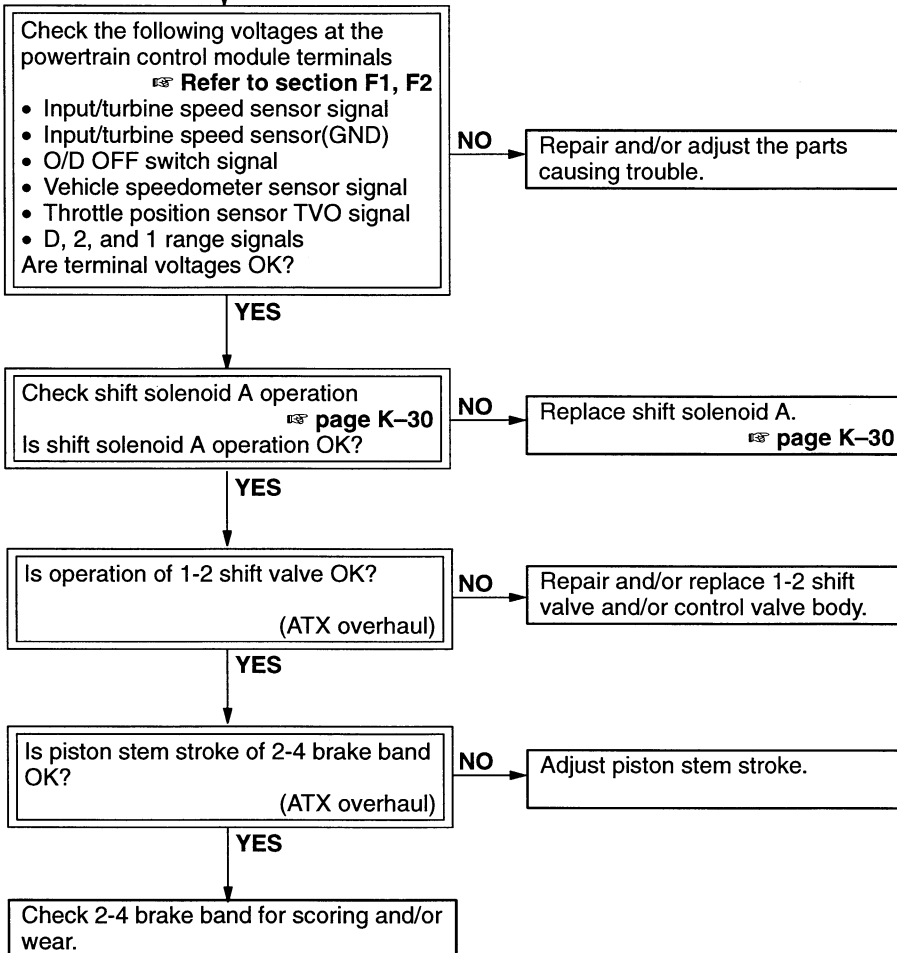 Check the following voltages at the
powertrain control module terminals
☞ Refer to section F1, F2
• Input/turbine speed sensor signal
• Input/turbine speed sensor(GND)
• O/D OFF switch signal
• Vehicle speedometer sensor signal
• Throttle position sensor TVO signal
• D, 2, and 1 range signals
Are terminal voltages OK?
NO
Repair and/or adjust the parts
causing trouble.
YES
Check shift solenoid A operation
☞ page K–30
Is shift solenoid A operation OK?
NO
Replace shift solenoid A.
☞ page K–30
YES
Is operation of 1-2 shift valve OK?
(ATX overhaul)
NO
Repair and/or replace 1-2 shift
valve and/or control valve body.
YES
Is piston stem stroke of 2-4 brake band
OK?
(ATX overhaul)
NO
Adjust piston stem stroke.
YES
Check 2-4 brake band for scoring and/or
wear.